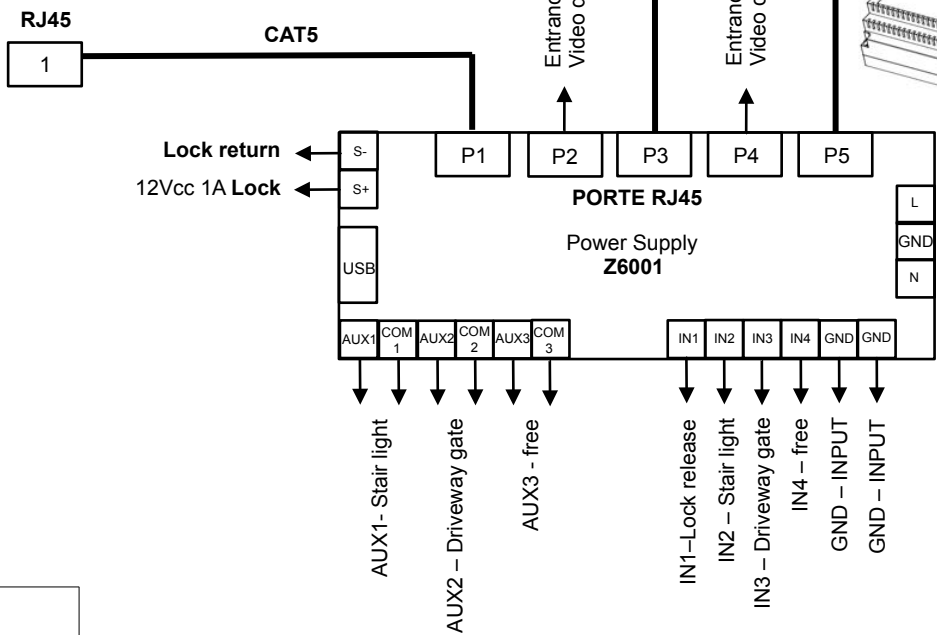 RJ45
1
CAT5
Video
Video
Lock return
12Vcc 1A Lock
S-
S+
USB
P1
P2
P3
P4
P5
PORTE RJ45
Power Supply
Z6001
L
GND
N
AUX1
COM
1
AUX2
COM
2
AUX3
COM
3
IN1
IN2
IN3
IN4
GND
GND
AUX1- Stair light
AUX2 – Driveway gate
AUX3 - free
IN1–Lock release
IN2 – Stair light
IN3 – Driveway gate
IN4 – free
GND – INPUT
GND – INPUT